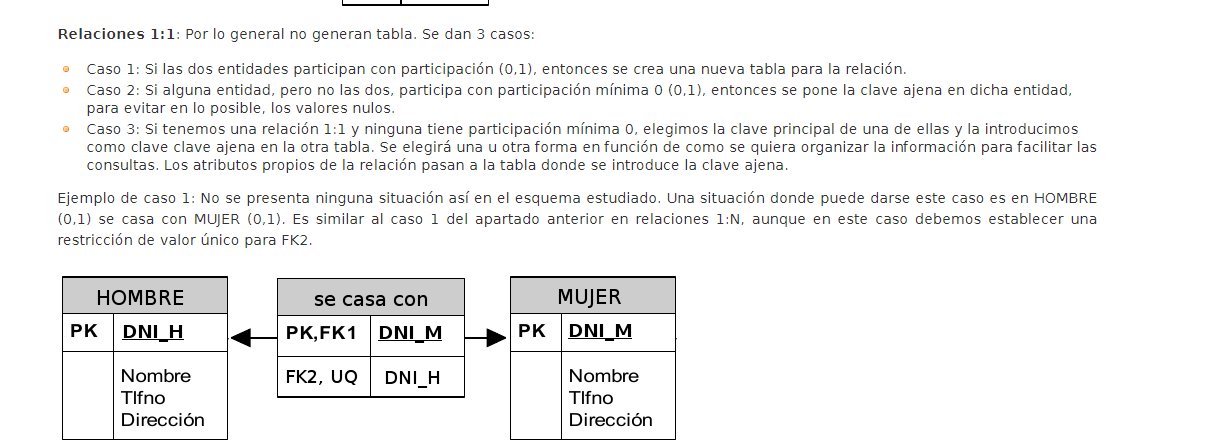 Relaciones 1:1: Por lo general no generan tabla. Se dan 3 casos:
Caso 1: Si las dos entidades participan con participación (0,1), entonces se crea una nueva tabla para la relación.
Caso 2: Si alguna entidad, pero no las dos, participa con participación mínima 0 (0,1), entonces se pone la clave ajena en dicha entidad,
para evitar en lo posible, los valores nulos.
Caso 3: Si tenemos una relación 1:1 y ninguna tiene participación mínima 0, elegimos la clave principal de una de ellas y la introducimos
como clave clave ajena en la otra tabla. Se elegirá una u otra forma en función de como se quiera organizar la información para facilitar las
consultas. Los atributos propios de la relación pasan a la tabla donde se introduce la clave ajena.
Ejemplo de caso 1: No se presenta ninguna situación así en el esquema estudiado. Una situación donde puede darse este caso es en HOMBRE
(0,1) se casa con MUJER (0,1). Es similar al caso 1 del apartado anterior en relaciones 1:N, aunque en este caso debemos establecer una
restricción de valor único para FK2.
HOMBRE
PK DNI_H
Nombre
Tlfno
Dirección
se casa con
PK,FK1 DNI_M
FK2, UQ DNI_H
MUJER
PK DNI_M
Nombre
Tlfno
Dirección